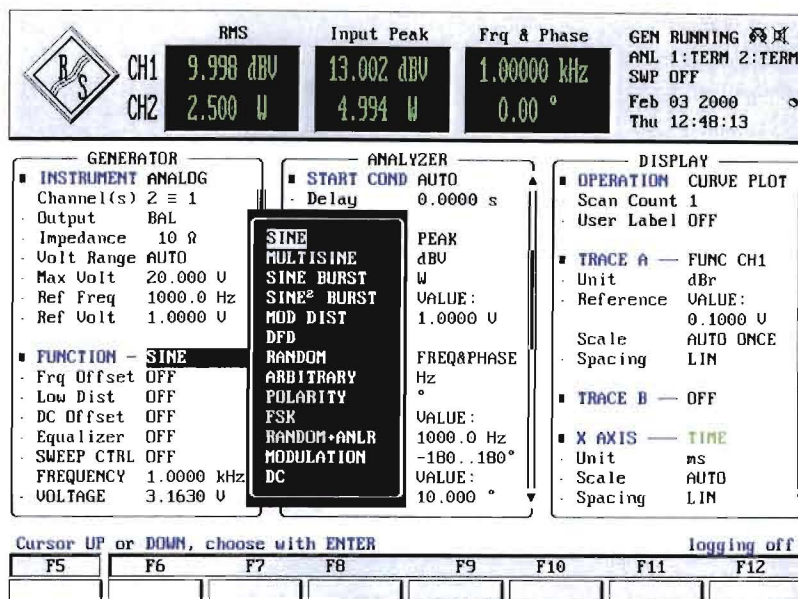 RMS Input Peak Frq & Phase
R S
CH1 9.998 dBV 13.002 dBV 1.00000 kHz
CH2 2.500 W 4.994 W 0.00 °
GEN RUNNING
ANL 1:TERM 2:TERM
SWP OFF
Feb 03 2000
Thu 12:48:13
GENERATOR
INSTRUMENT ANALOG
Channel(s) 2 ≡ 1
Output BAL
Impedance 10 Ω
Volt Range AUTO
Max Volt 20.000 V
Ref Freq 1000.0 Hz
Ref Volt 1.0000 V
FUNCTION — SINE
Frq Offset OFF
Low Dist OFF
DC Offset OFF
Equalizer OFF
SWEEP CTRL OFF
FREQUENCY 1.0000 kHz
VOLTAGE 3.1630 V
SINE
MULTISINE
SINE BURST
SINE² BURST
MOD DIST
DFD
RANDOM
ARBITRARY
POLARITY
FSK
RANDOM+ANLR
MODULATION
DC
ANALYZER
START COND AUTO
Delay 0.0000 s
PEAK
dBV
W
VALUE:
1.0000 V
FREQ&PHASE
Hz
°
VALUE:
1000.0 Hz
-180..180°
VALUE:
10.000 °
DISPLAY
OPERATION CURVE PLOT
Scan Count 1
User Label OFF
TRACE A — FUNC CH1
Unit dBr
Reference VALUE:
0.1000 V
Scale AUTO ONCE
Spacing LIN
TRACE B — OFF
X AXIS — TIME
Unit ms
Scale AUTO
Spacing LIN
Cursor UP or DOWN, choose with ENTER
logging off
F5 F6 F7 F8 F9 F10 F11 F12